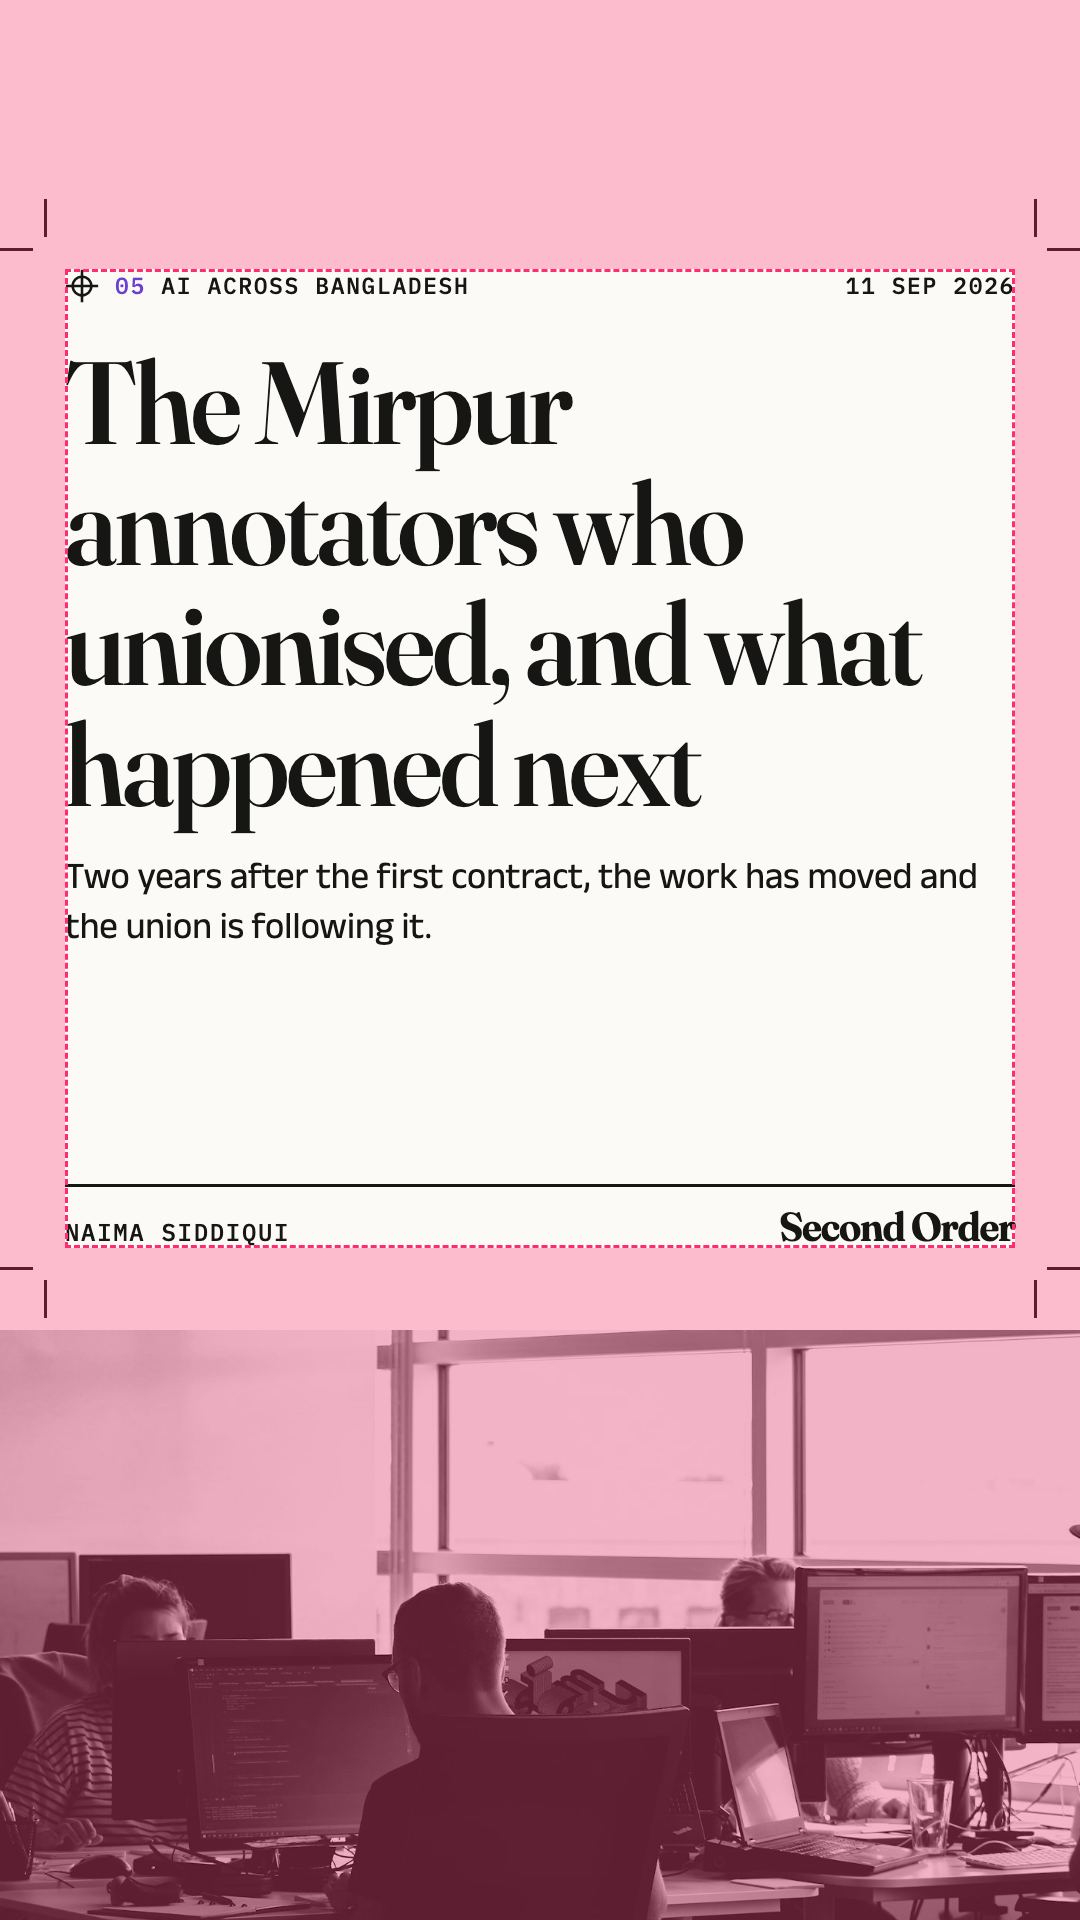 05 AI ACROSS BANGLADESH
11 SEP 2026
The Mirpur
annotators who
unionised, and what
happened next
Two years after the first contract, the work has moved and
the union is following it.
NAIMA SIDDIQUI
Second Order